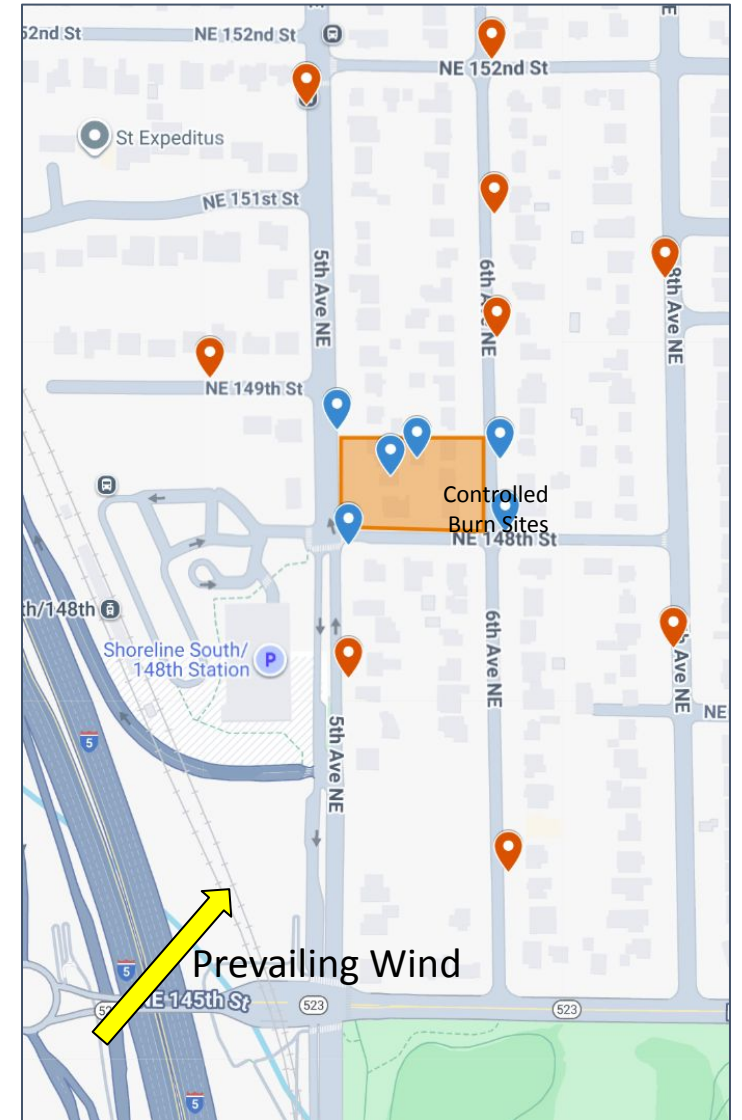 52nd St
NE 152nd St
NE
NE 152nd St
St Expeditus
NE 151st St
5th Ave NE
6th Ave NE
8th Ave NE
NE 149th St
Controlled
Burn Sites
NE 148th St
th/148th
Shoreline South/
148th Station
P
6th Ave NE
Ave NE
NE
5
5th Ave NE
Prevailing Wind
5
NE 145th St
523
523
5